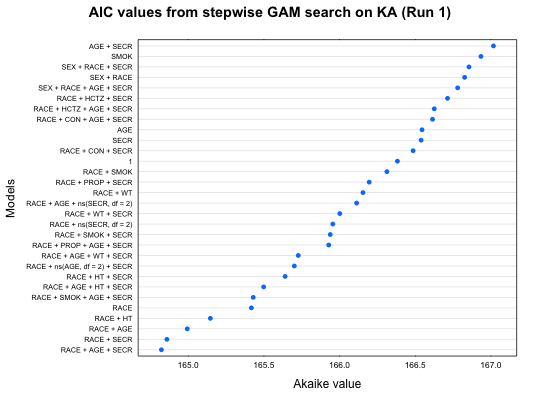 AIC values from stepwise GAM search on KA (Run 1)
AGE + SECR
SMOK
SEX + RACE + SECR
SEX + RACE
SEX + RACE + AGE + SECR
RACE + HCTZ + SECR
RACE + HCTZ + AGE + SECR
RACE + CON + AGE + SECR
AGE
SECR
RACE + CON + SECR
1
RACE + SMOK
RACE + PROP + SECR
RACE + WT
RACE + AGE + ns(SECR, df = 2)
RACE + WT + SECR
RACE + ns(SECR, df = 2)
RACE + SMOK + SECR
RACE + PROP + AGE + SECR
RACE + AGE + WT + SECR
RACE + ns(AGE, df = 2) + SECR
RACE + HT + SECR
RACE + AGE + HT + SECR
RACE + SMOK + AGE + SECR
RACE
RACE + HT
RACE + AGE
RACE + SECR
RACE + AGE + SECR
Models
165.0 165.5 166.0 166.5 167.0
Akaike value